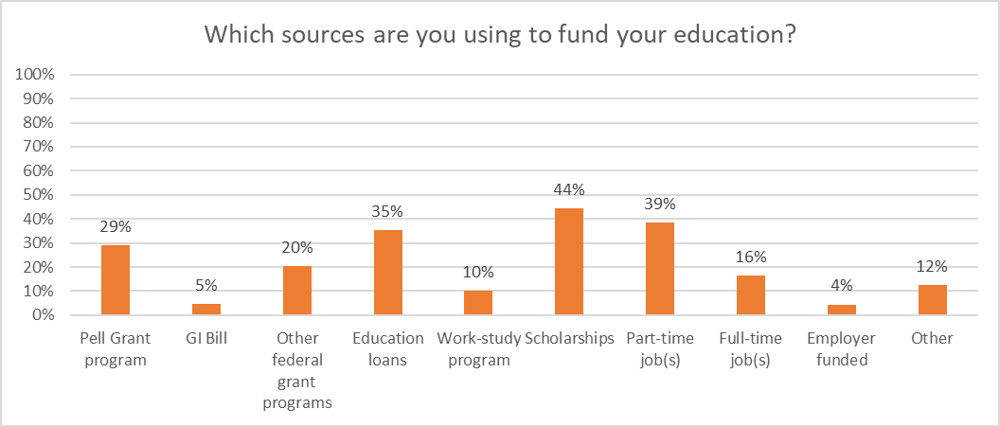 Which sources are you using to fund your education?
100%
90%
80%
70%
60%
50%
40%
30%
20%
10%
0%
29%
5%
20%
35%
10%
44%
39%
16%
4%
12%
Pell Grant
program
GI Bill
Other
federal
grant
programs
Education
loans
Work-study
program
Scholarships
Part-time
job(s)
Full-time
job(s)
Employer
funded
Other